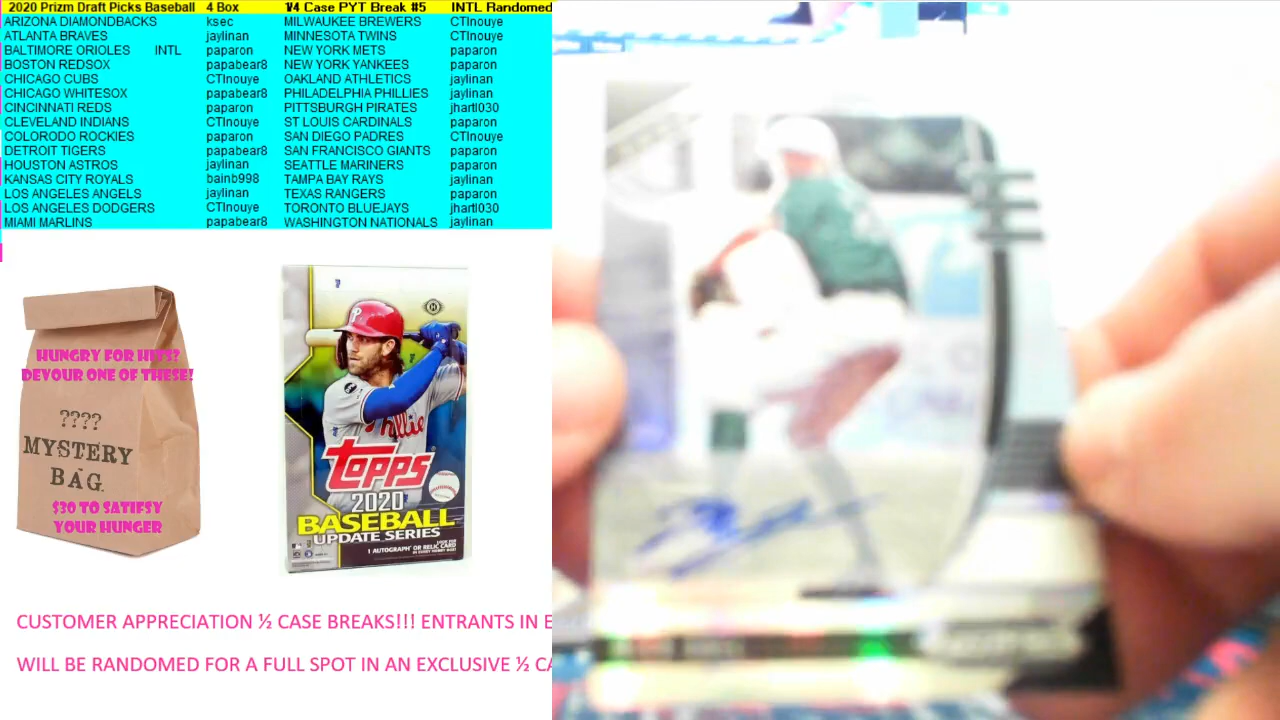 2020 Prizm Draft Picks Baseball 4 Box 1/4 Case PYT Break #5 INTL Randomed
ARIZONA DIAMONDBACKS ksec MILWAUKEE BREWERS CTInouye
ATLANTA BRAVES jaylinan MINNESOTA TWINS CTInouye
BALTIMORE ORIOLES INTL paparon NEW YORK METS paparon
BOSTON REDSOX papabear8 NEW YORK YANKEES paparon
CHICAGO CUBS CTInouye OAKLAND ATHLETICS jaylinan
CHICAGO WHITESOX papabear8 PHILADELPHIA PHILLIES jaylinan
CINCINNATI REDS paparon PITTSBURGH PIRATES jhartl030
CLEVELAND INDIANS CTInouye ST LOUIS CARDINALS paparon
COLORODO ROCKIES paparon SAN DIEGO PADRES CTInouye
DETROIT TIGERS papabear8 SAN FRANCISCO GIANTS paparon
HOUSTON ASTROS jaylinan SEATTLE MARINERS paparon
KANSAS CITY ROYALS bainb998 TAMPA BAY RAYS jaylinan
LOS ANGELES ANGELS jaylinan TEXAS RANGERS paparon
LOS ANGELES DODGERS CTInouye TORONTO BLUEJAYS jhartl030
MIAMI MARLINS papabear8 WASHINGTON NATIONALS jaylinan
HUNGRY FOR HITS?
DEVOUR ONE OF THESE!
????
MYSTERY
BAG.
$30 TO SATIFSY
YOUR HUNGER
Phillies
TOPPS
2020
BASEBALL
UPDATE SERIES
1 AUTOGRAPH OR RELIC CARD
CUSTOMER APPRECIATION ½ CASE BREAKS!!! ENTRANTS IN E
WILL BE RANDOMED FOR A FULL SPOT IN AN EXCLUSIVE ½ CA